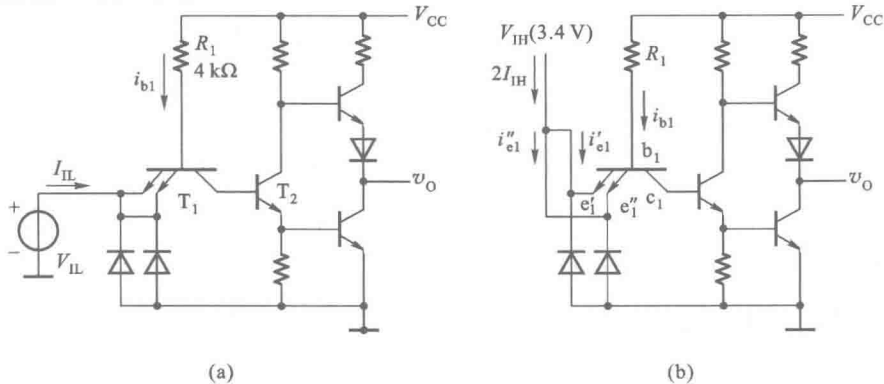 V_CC
R_1
4 kΩ
i_b1
I_IL
T_1
T_2
v_O
+
−
V_IL
(a)
V_CC
V_IH(3.4 V)
R_1
2I_IH
i_b1
i″_e1
i′_e1
b_1
v_O
e′_1
e″_1
c_1
(b)